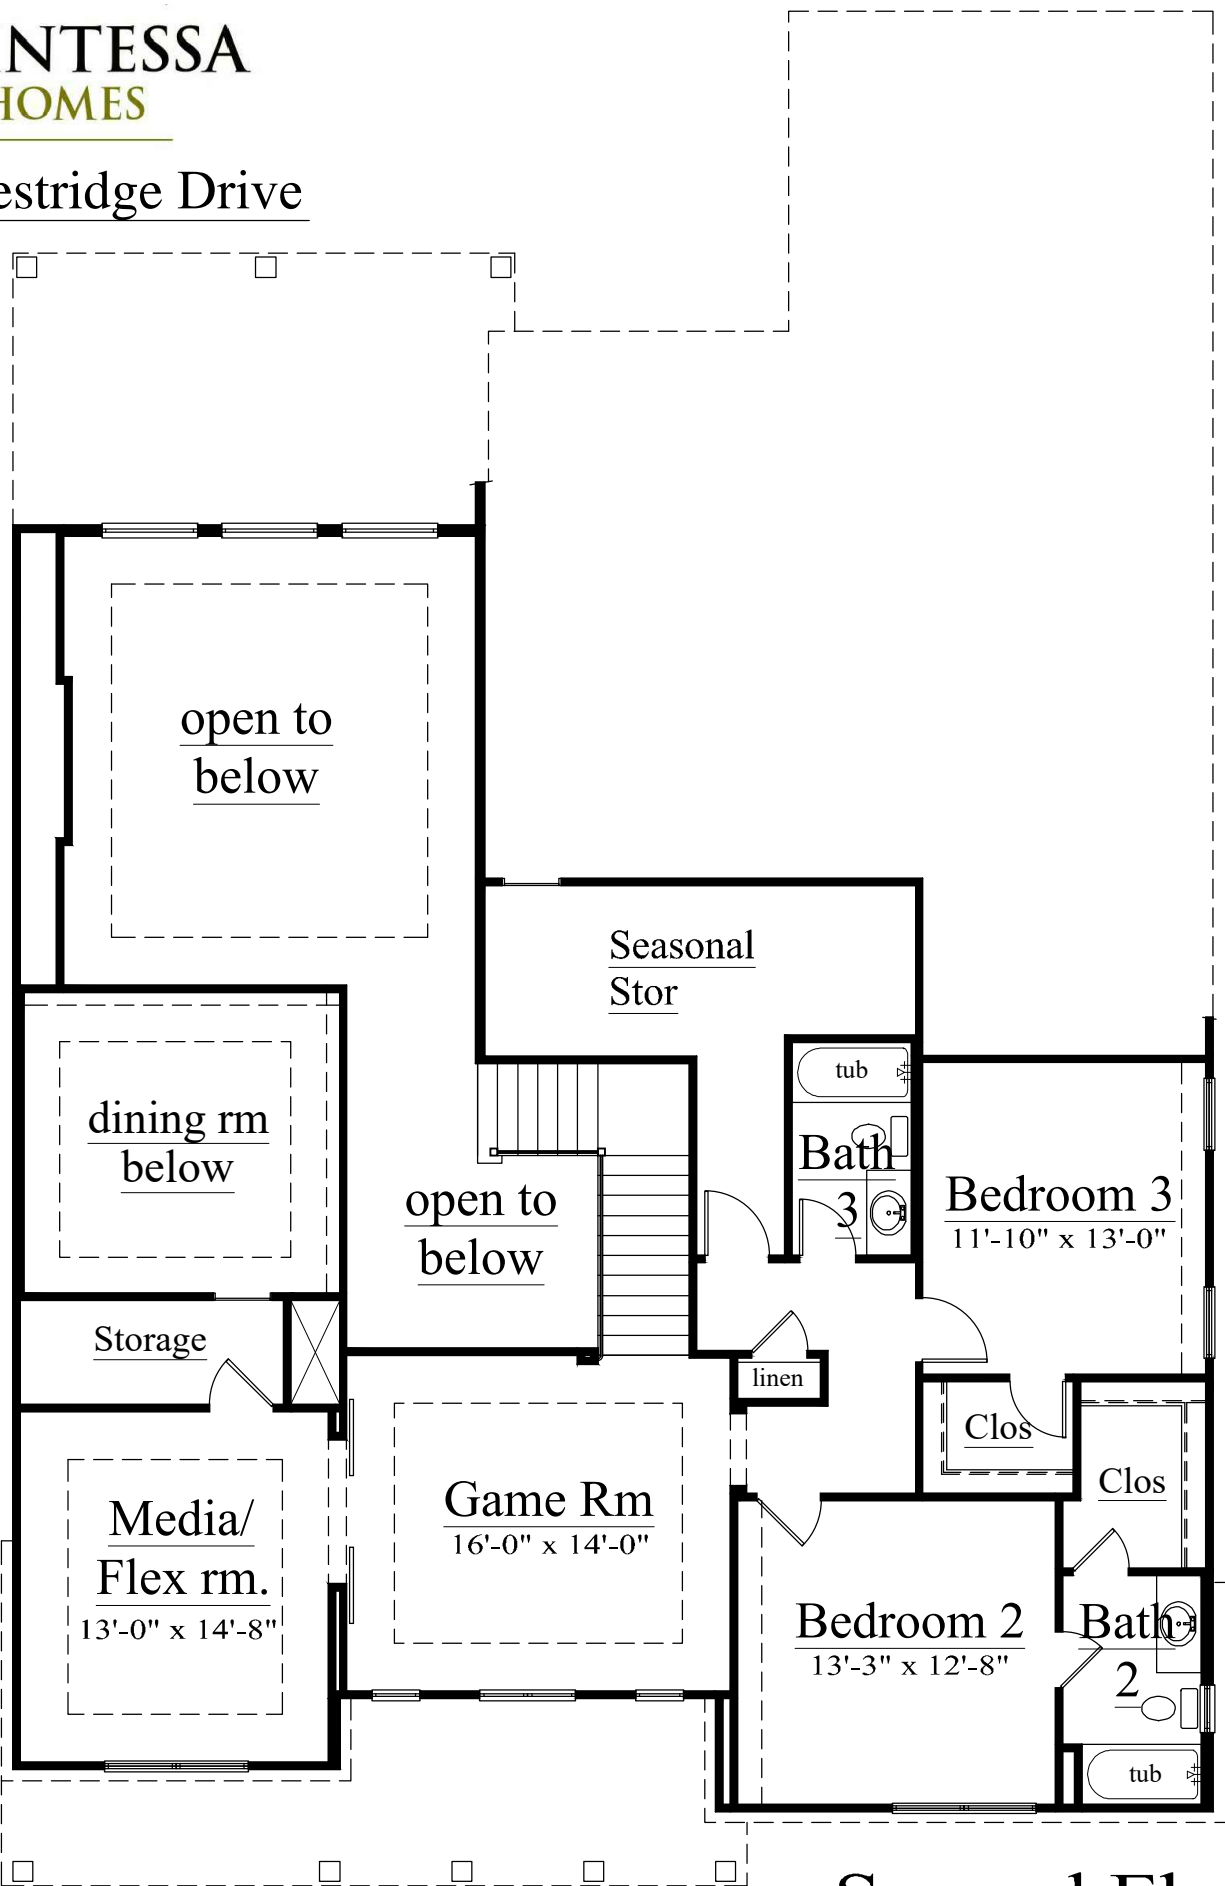 NTESSA
HOMES
estridge Drive
open to
below
Seasonal
Stor
tub
dining rm
below
Bath
3
Bedroom 3
11'-10" x 13'-0"
open to
below
Storage
linen
Clos
Clos
Game Rm
16'-0" x 14'-0"
Media/
Flex rm.
13'-0" x 14'-8"
Bedroom 2
13'-3" x 12'-8"
Bath
2
tub